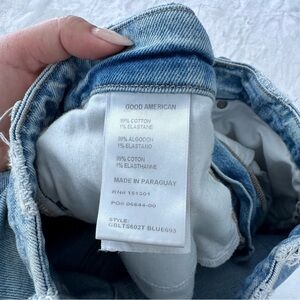 GOOD AMERICAN
99% COTTON
1% ELASTANE
99% ALGODON
1% ELASTANO
99% COTON
1% ELASTHANNE
MADE IN PARAGUAY
RN# 151301
PO# 06844-00
STYLE:
GBLTS602T BLUE693